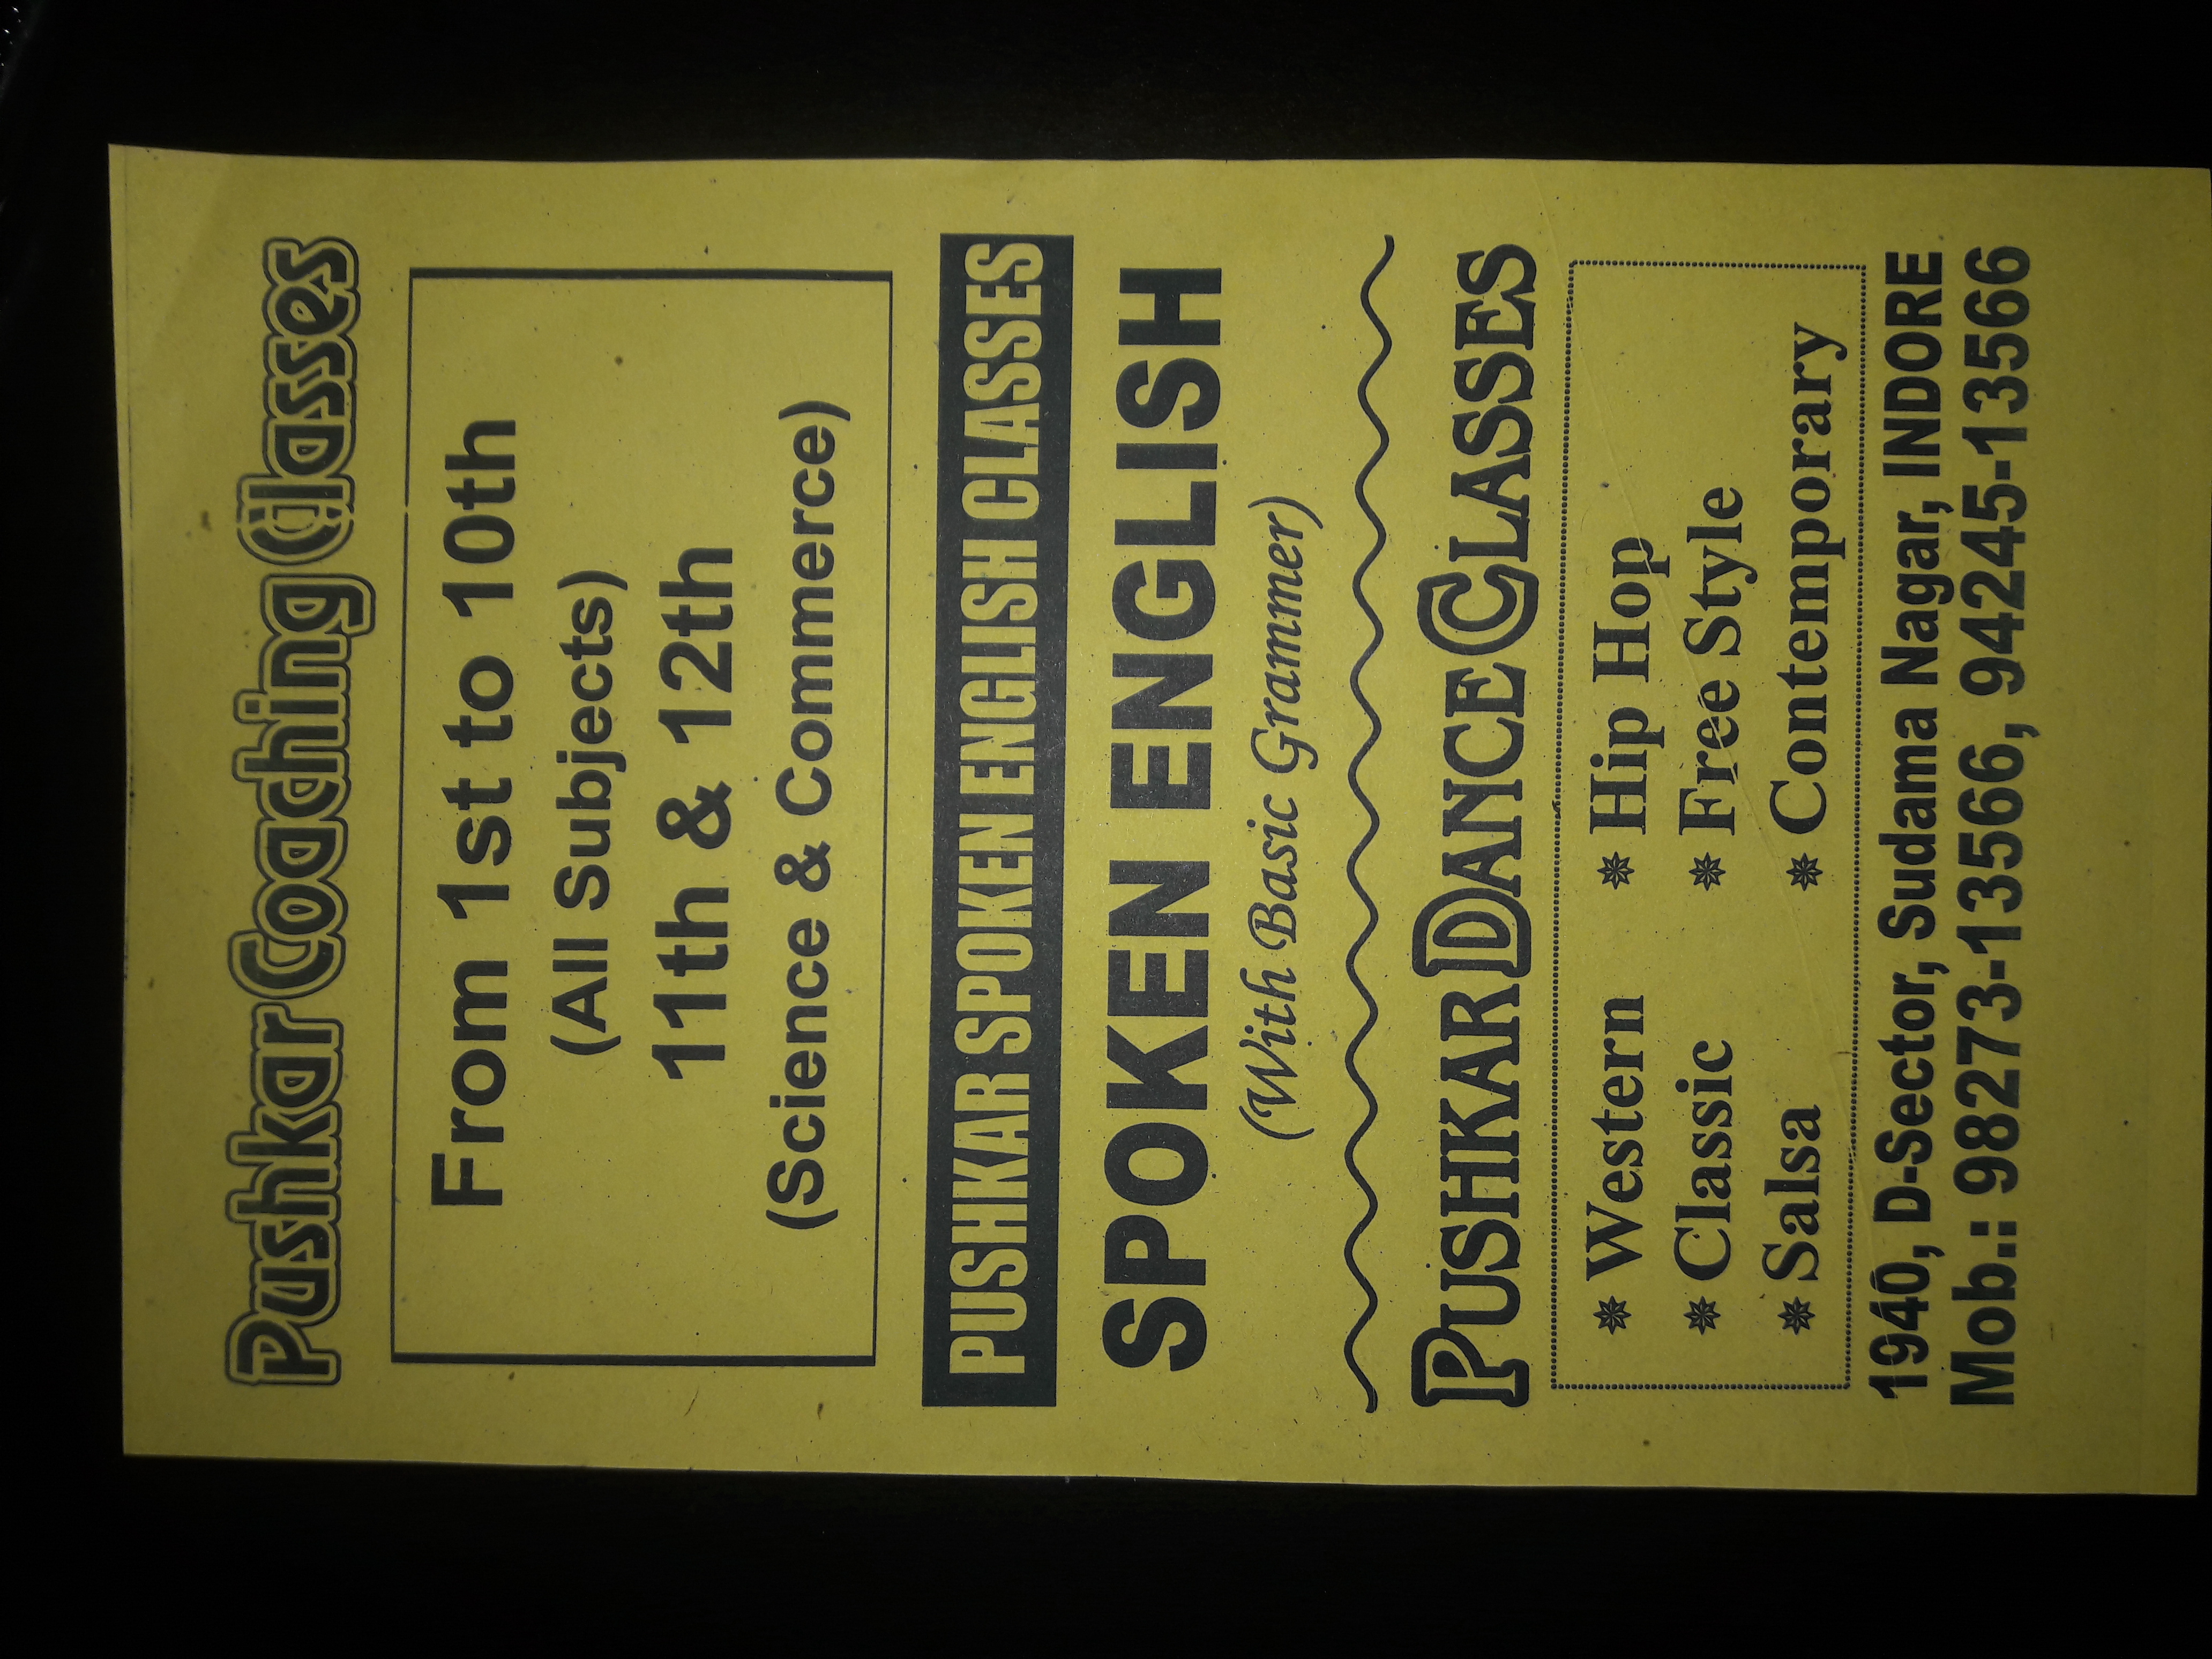 Pushkar Coaching Classes
From 1st to 10th
(All Subjects)
11th & 12th
(Science & Commerce)
PUSHKAR SPOKEN ENGLISH CLASSES
SPOKEN ENGLISH
(With Basic Grammer)
PUSHKAR DANCE CLASSES
* Western * Hip Hop
* Classic * Free Style
* Salsa * Contemporary
1940, D-Sector, Sudama Nagar, INDORE
Mob.: 98273-13566, 94245-13566